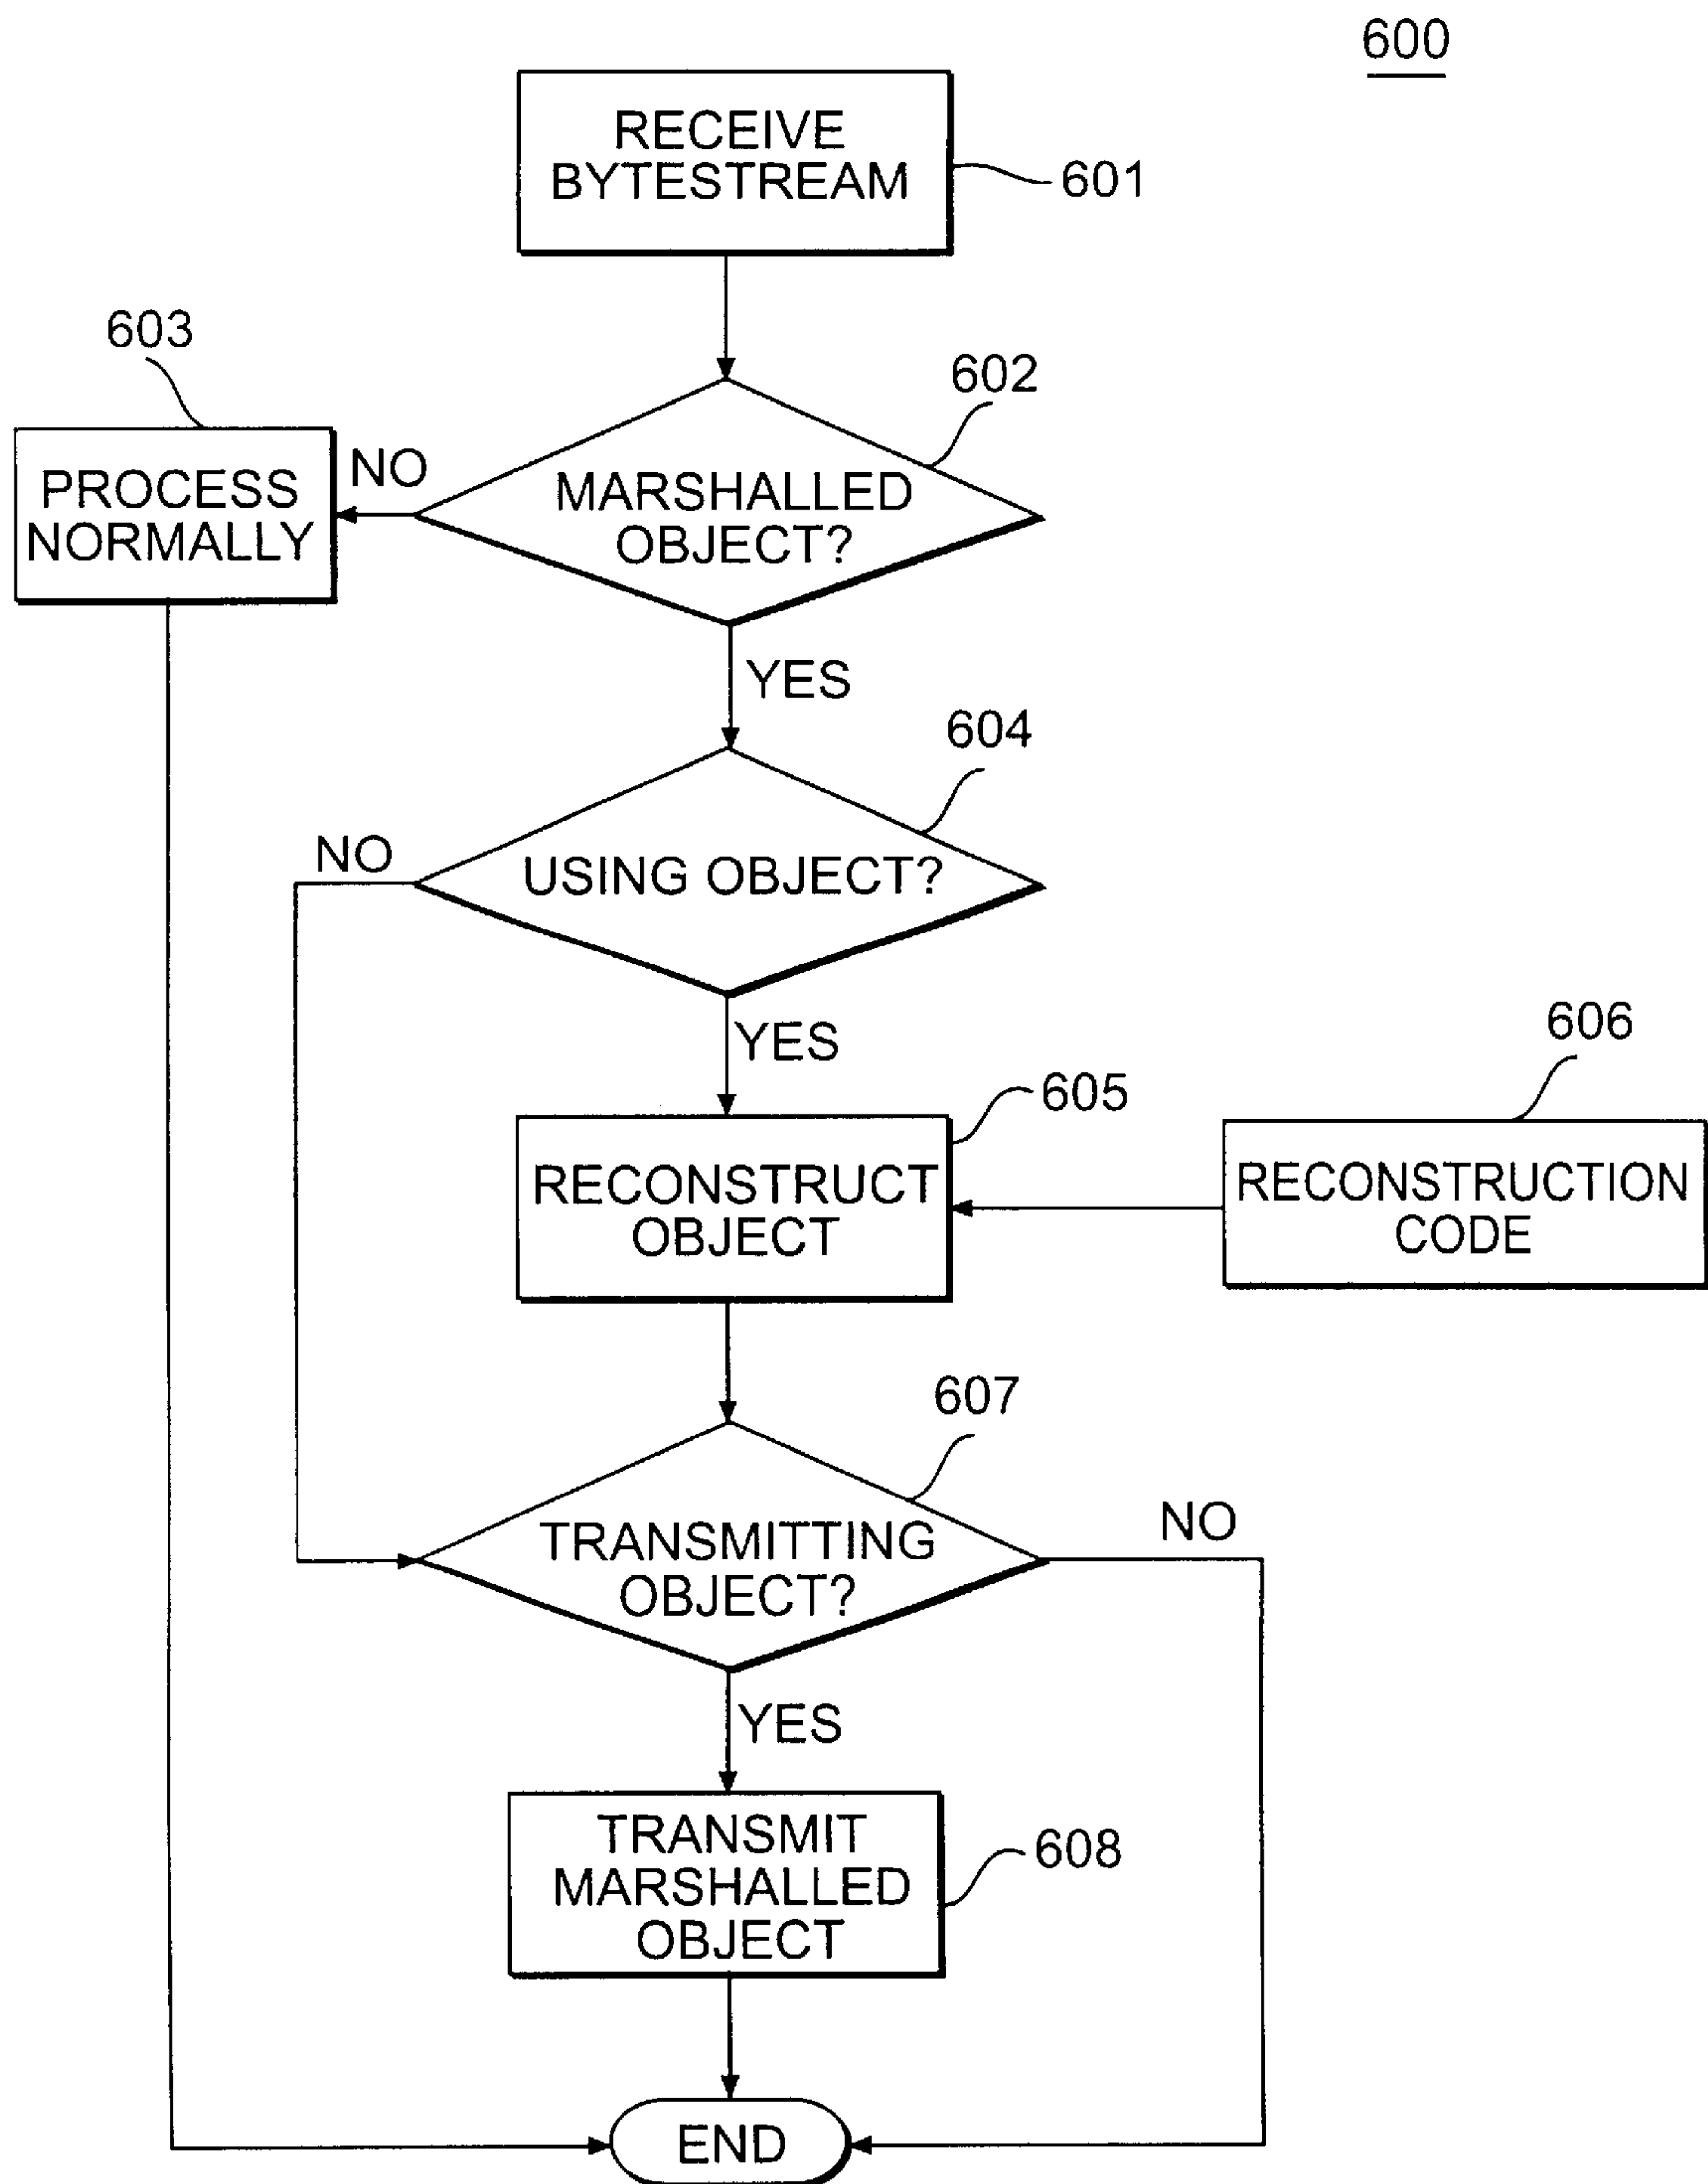 600
RECEIVE
BYTESTREAM
601
603
602
PROCESS
NORMALLY
NO
MARSHALLED
OBJECT?
YES
604
NO
USING OBJECT?
YES
606
605
RECONSTRUCT
OBJECT
RECONSTRUCTION
CODE
607
TRANSMITTING
OBJECT?
NO
YES
TRANSMIT
MARSHALLED
OBJECT
608
END